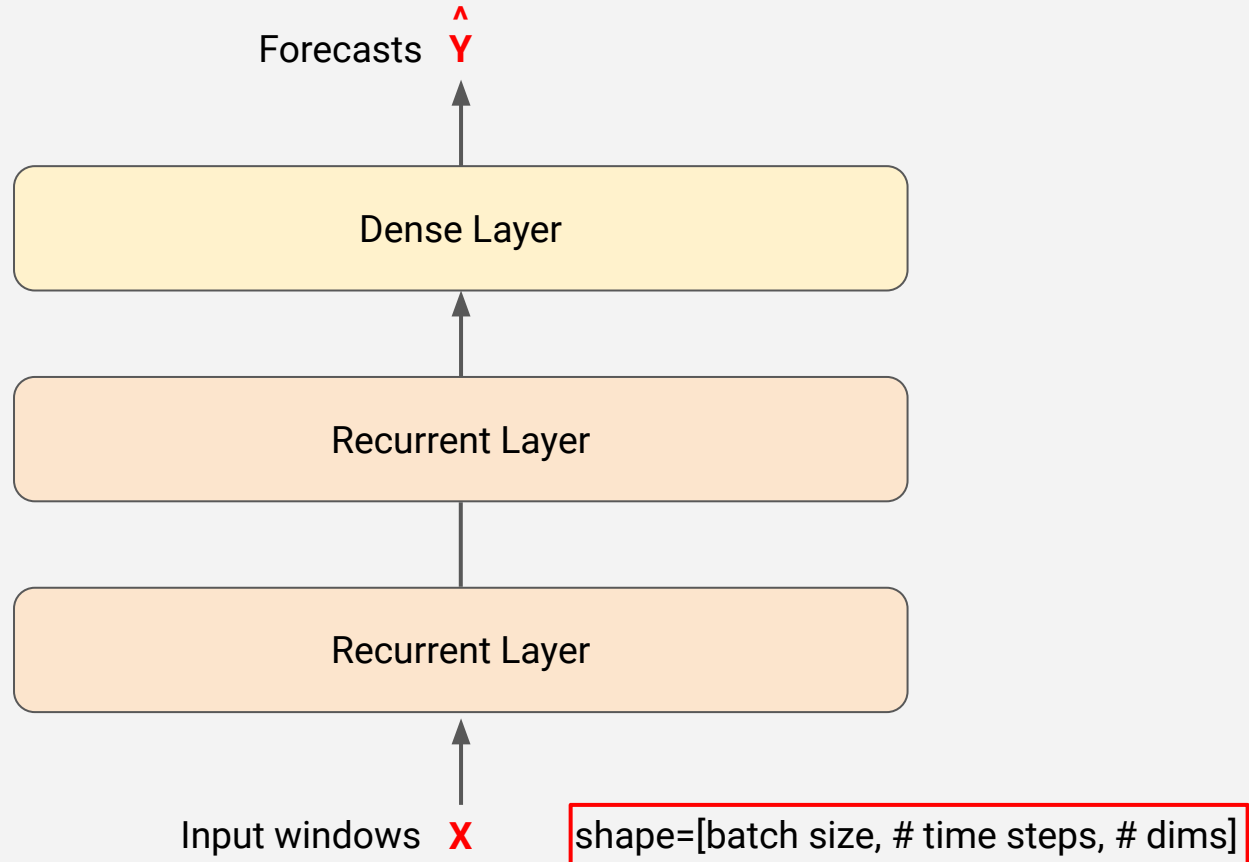 ^
Forecasts Y
Dense Layer
Recurrent Layer
Recurrent Layer
Input windows X shape=[batch size, # time steps, # dims]